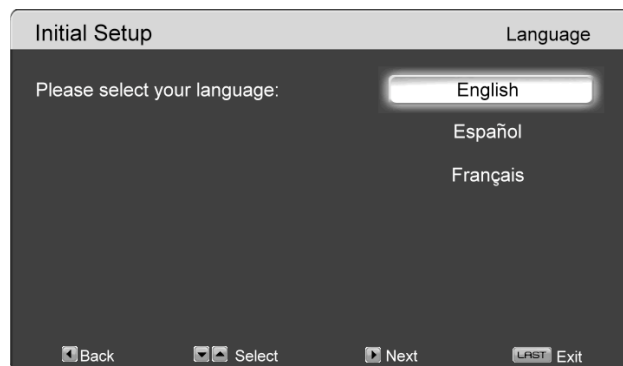 Initial Setup Language
Please select your language: English
Español
Français
Back Select Next LAST Exit